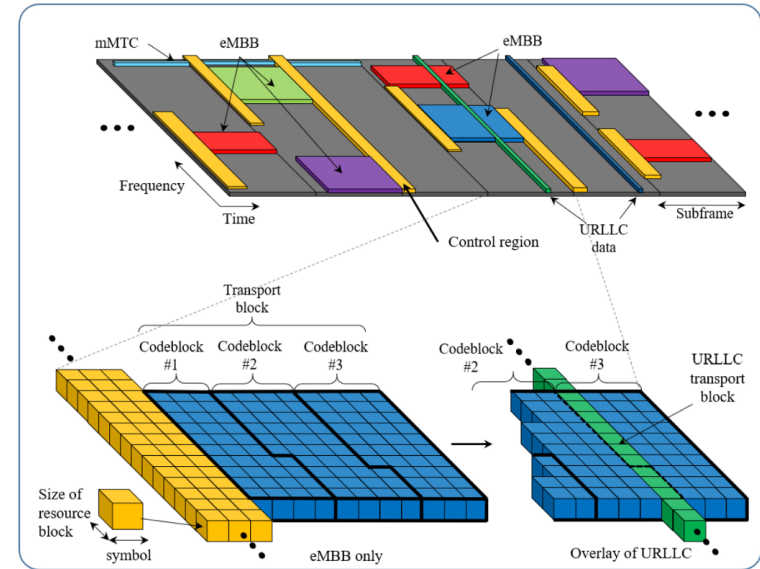 mMTC
eMBB
eMBB
Frequency
Time
Control region
URLLC
data
Subframe
Transport
block
Codeblock
#1
Codeblock
#2
Codeblock
#3
Codeblock
#2
Codeblock
#3
URLLC
transport
block
Size of
resource
block
symbol
eMBB only
Overlay of URLLC